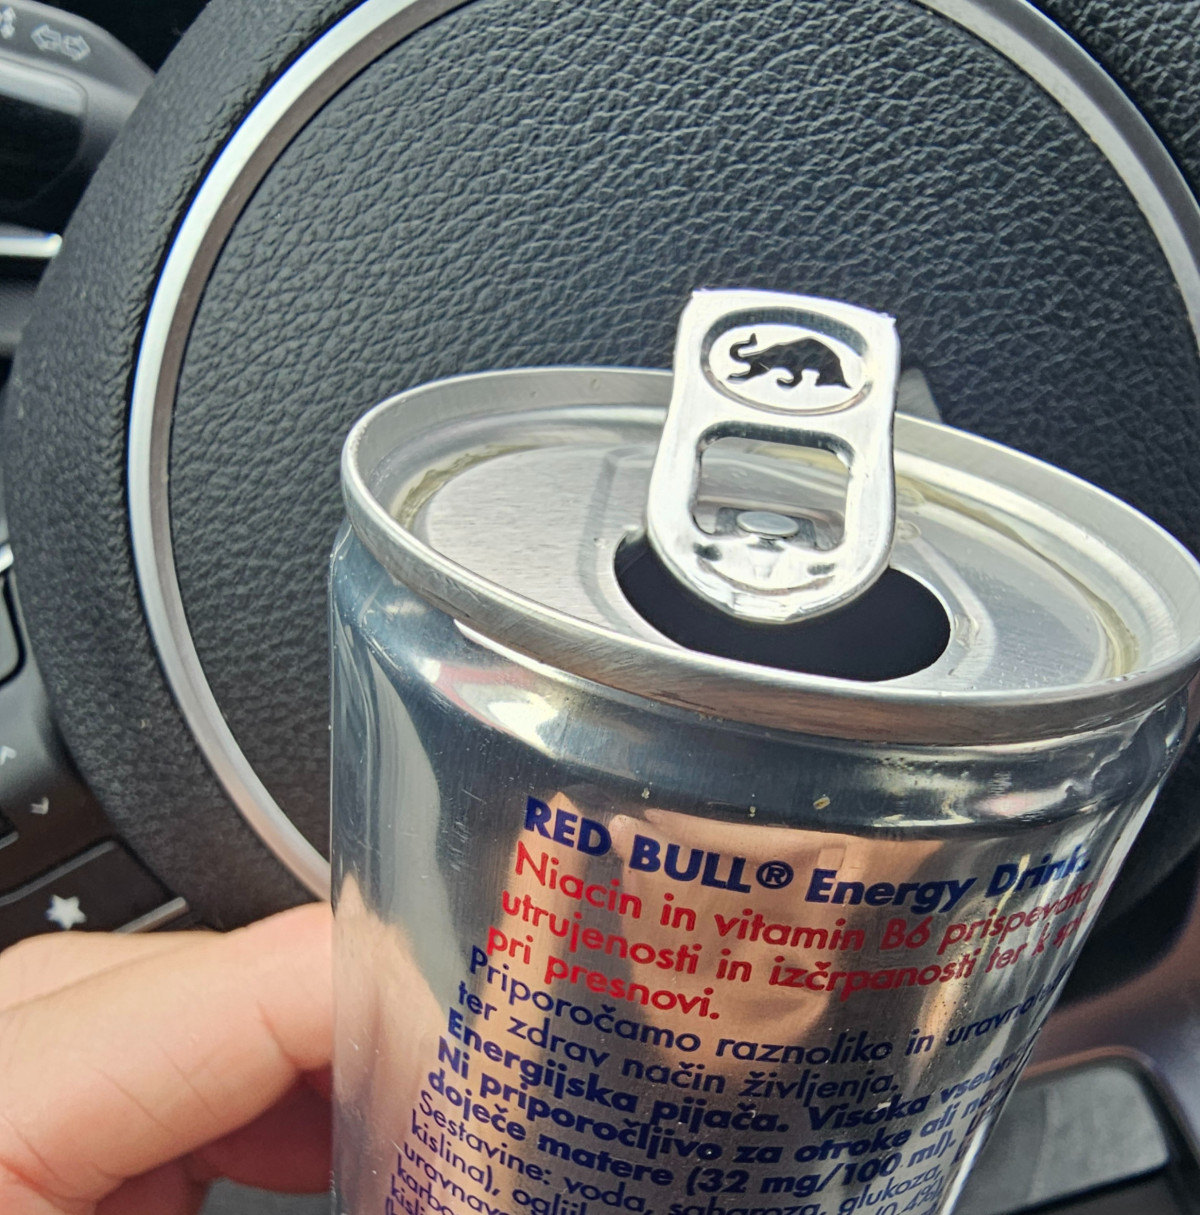 RED BULL® Energy Drink
Niacin in vitamin B6 prispevata
utrujenosti in izčrpanosti ter k
pri presnovi.
Priporočamo raznoliko in
ter zdrav način življenja.
Energijska pijača. Visoka
Ni priporočljivo za otroke ali
doječe matere (32 mg/100 ml).
Sestavine: voda, saharoza, glukoza,
kislina),